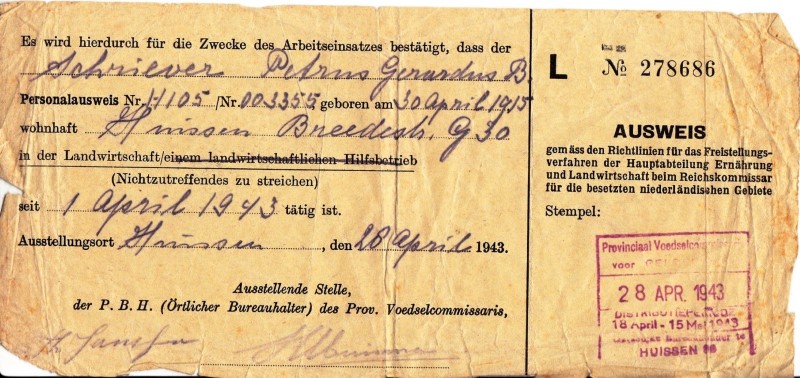 Es wird hierdurch für die Zwecke des Arbeitseinsatzes bestätigt, dass der
Schriever Petrus Gerardus B.
Personalausweis Nr. H105 /Nr. 003355 geboren am 30 April 1915
wohnhaft Huissen Breedestr. G30
in der Landwirtschaft/einem landwirtschaftlichen Hilfsbetrieb
(Nichtzutreffendes zu streichen)
seit 1 April 1943 tätig ist.
Ausstellungsort Huissen, den 28 April 1943.
Ausstellende Stelle,
der P. B. H. (Örtlicher Bureauhalter) des Prov. Voedselcommissaris,
L № 278686
AUSWEIS
gemäss den Richtlinien für das Freistellungs-
verfahren der Hauptabteilung Ernährung
und Landwirtschaft beim Reichskommissar
für die besetzten niederländischen Gebiete
Stempel:
Provinciaal
voor
28 APR. 1943
18 April - 15 Mei 1943
HUISSEN